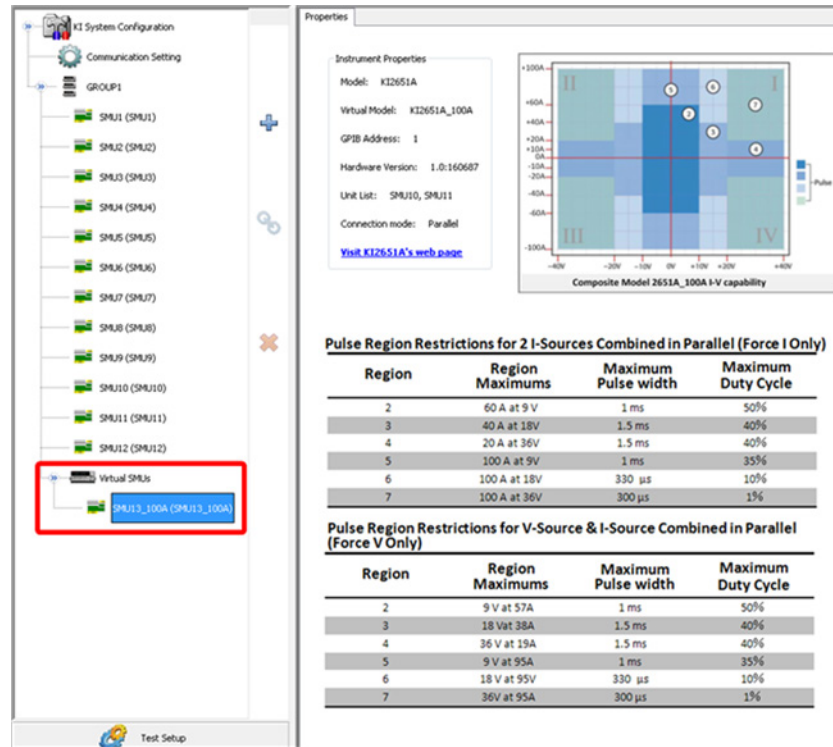 KI System Configuration
Communication Setting
GROUP1
SMU1 (SMU1)
SMU2 (SMU2)
SMU3 (SMU3)
SMU4 (SMU4)
SMU5 (SMU5)
SMU6 (SMU6)
SMU7 (SMU7)
SMU8 (SMU8)
SMU9 (SMU9)
SMU10 (SMU10)
SMU11 (SMU11)
SMU12 (SMU12)
Virtual SMUs
SMU13_100A (SMU13_100A)
Test Setup
Properties
Instrument Properties
Model: KI2651A
Virtual Model: KI2651A_100A
GPIB Address: 1
Hardware Version: 1.0:160687
Unit List: SMU10, SMU11
Connection mode: Parallel
Visit KI2651A's web page
+100A
+60A
+40A
+20A
+10A
0A
-10A
-20A
-40A
-60A
-100A
II I
III IV
5 6 7
2
3 4
-40V -20V -10V 0V +10V +20V +40V
Pulse
Composite Model 2651A_100A I-V capability
Pulse Region Restrictions for 2 I-Sources Combined in Parallel (Force I Only)
Region Region Maximums Maximum Pulse width Maximum Duty Cycle
2 60 A at 9 V 1 ms 50%
3 40 A at 18V 1.5 ms 40%
4 20 A at 36V 1.5 ms 40%
5 100 A at 9V 1 ms 35%
6 100 A at 18V 330 µs 10%
7 100 A at 36V 300 µs 1%
Pulse Region Restrictions for V-Source & I-Source Combined in Parallel
(Force V Only)
Region Region Maximums Maximum Pulse width Maximum Duty Cycle
2 9 V at 57A 1 ms 50%
3 18 Vat 38A 1.5 ms 40%
4 36 V at 19A 1.5 ms 40%
5 9 V at 95A 1 ms 35%
6 18 V at 95V 330 µs 10%
7 36V at 95A 300 µs 1%